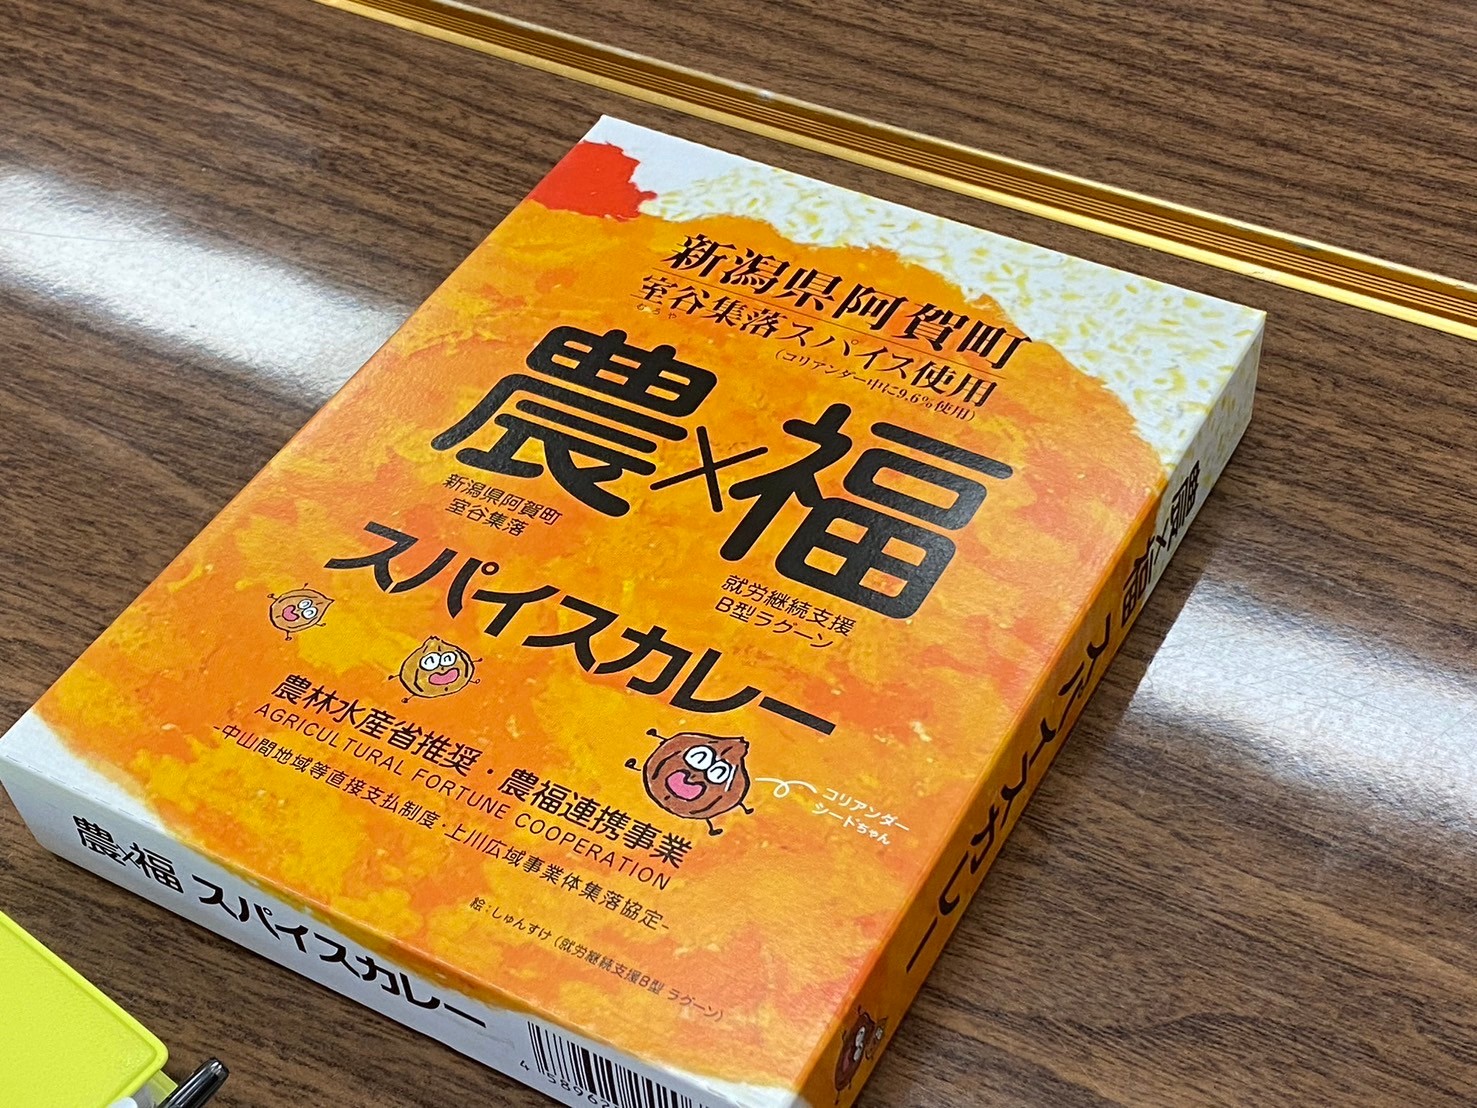 新潟県阿賀町
室谷集落スパイス使用
むろや
(コリアンダー中に9.6%使用)
農×福
新潟県阿賀町
室谷集落
就労継続支援
B型ラグーン
スパイスカレー
農林水産省推奨・農福連携事業
AGRICULTURAL FORTUNE COOPERATION
-中山間地域等直接支払制度・上川広域事業体集落協定-
コリアンダー
シードちゃん
絵:しゅんすけ(就労継続支援B型 ラグーン)
農×福 スパイスカレー
農×福 スパイスカレー